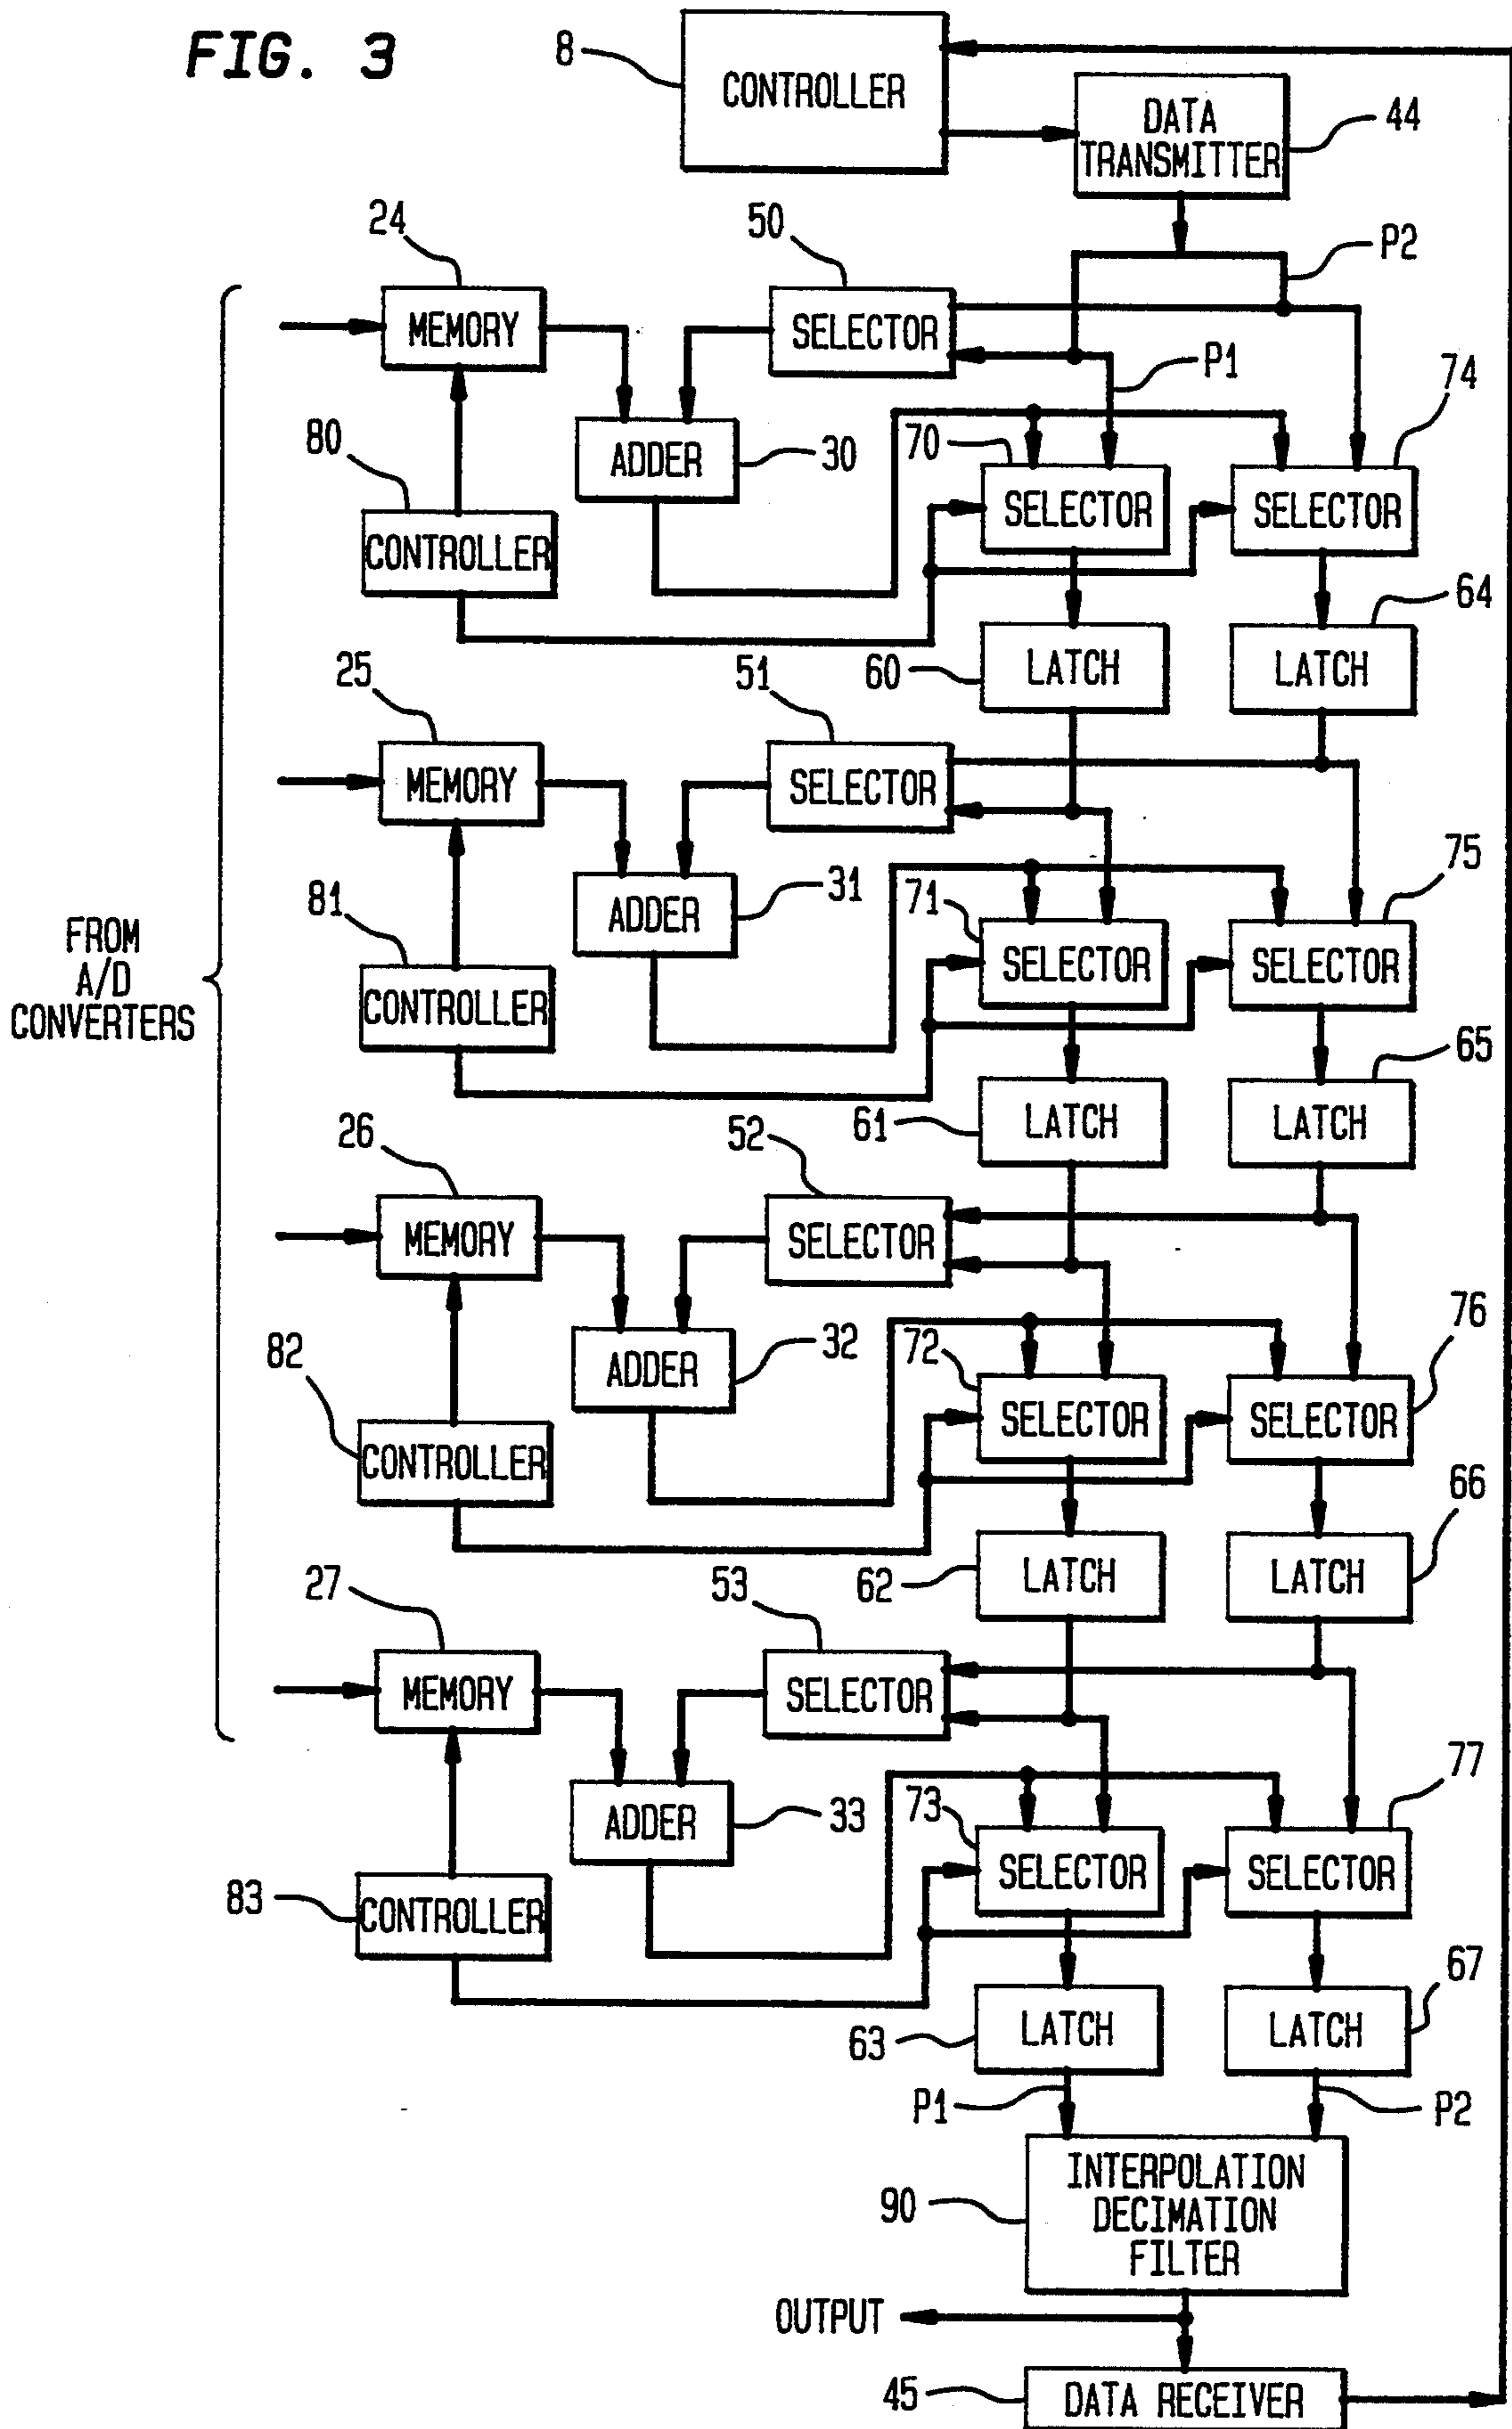 FIG. 3
8
CONTROLLER
DATA
TRANSMITTER
44
24
50
P2
MEMORY
SELECTOR
P1
74
80
ADDER
30
70
SELECTOR
SELECTOR
CONTROLLER
64
25
51
60
LATCH
LATCH
MEMORY
SELECTOR
75
81
ADDER
31
71
SELECTOR
SELECTOR
FROM
A/D
CONVERTERS
CONTROLLER
65
26
52
61
LATCH
LATCH
MEMORY
SELECTOR
76
82
ADDER
32
72
SELECTOR
SELECTOR
CONTROLLER
66
27
53
62
LATCH
LATCH
MEMORY
SELECTOR
77
83
ADDER
33
73
SELECTOR
SELECTOR
CONTROLLER
67
63
LATCH
LATCH
P1
P2
90
INTERPOLATION
DECIMATION
FILTER
OUTPUT
45
DATA RECEIVER